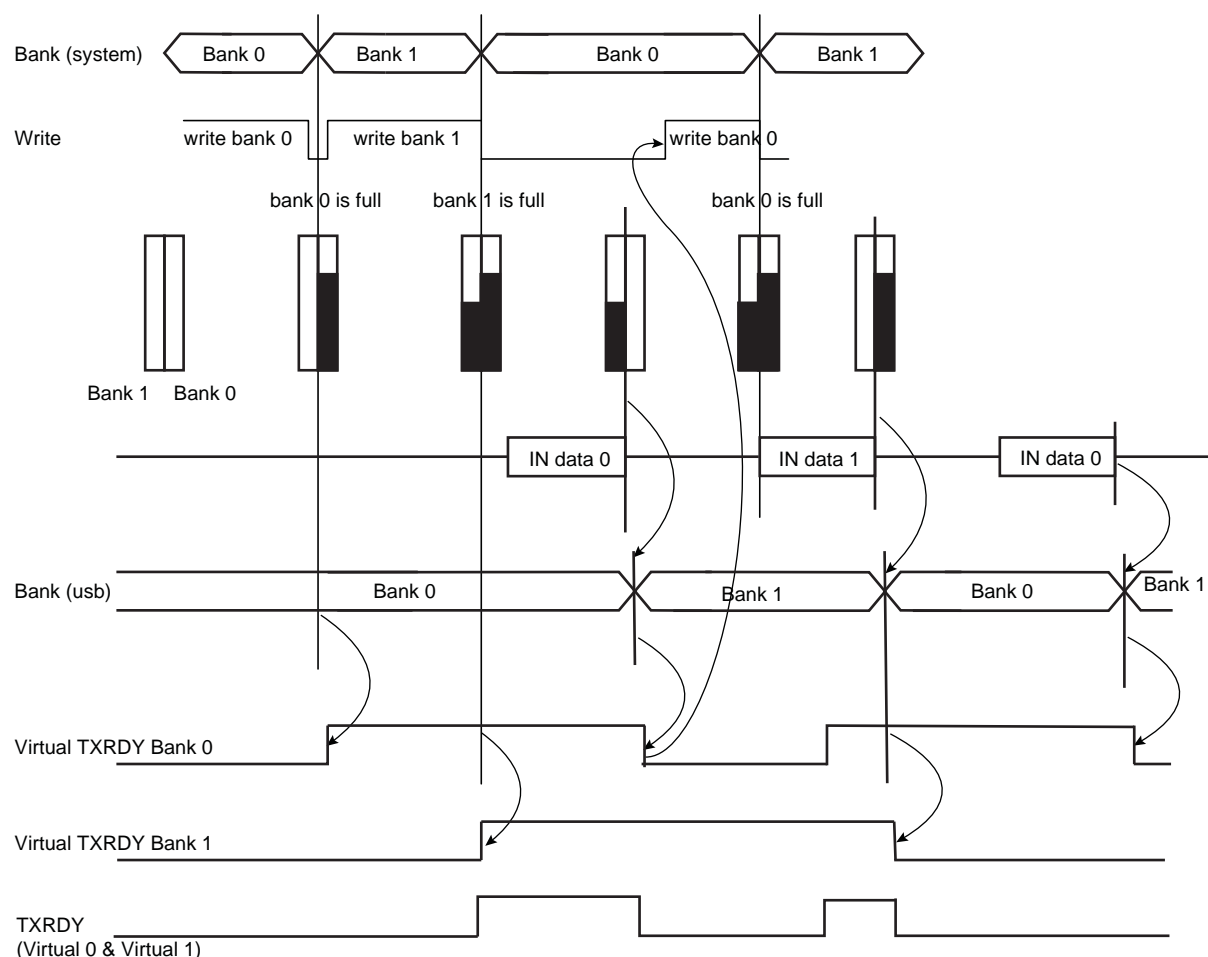 Bank (system)
Bank 0
Bank 1
Bank 0
Bank 1
Write
write bank 0
write bank 1
write bank 0
bank 0 is full
bank 1 is full
bank 0 is full
Bank 1
Bank 0
IN data 0
IN data 1
IN data 0
Bank (usb)
Bank 0
Bank 1
Bank 0
Bank 1
Virtual TXRDY Bank 0
Virtual TXRDY Bank 1
TXRDY
(Virtual 0 & Virtual 1)